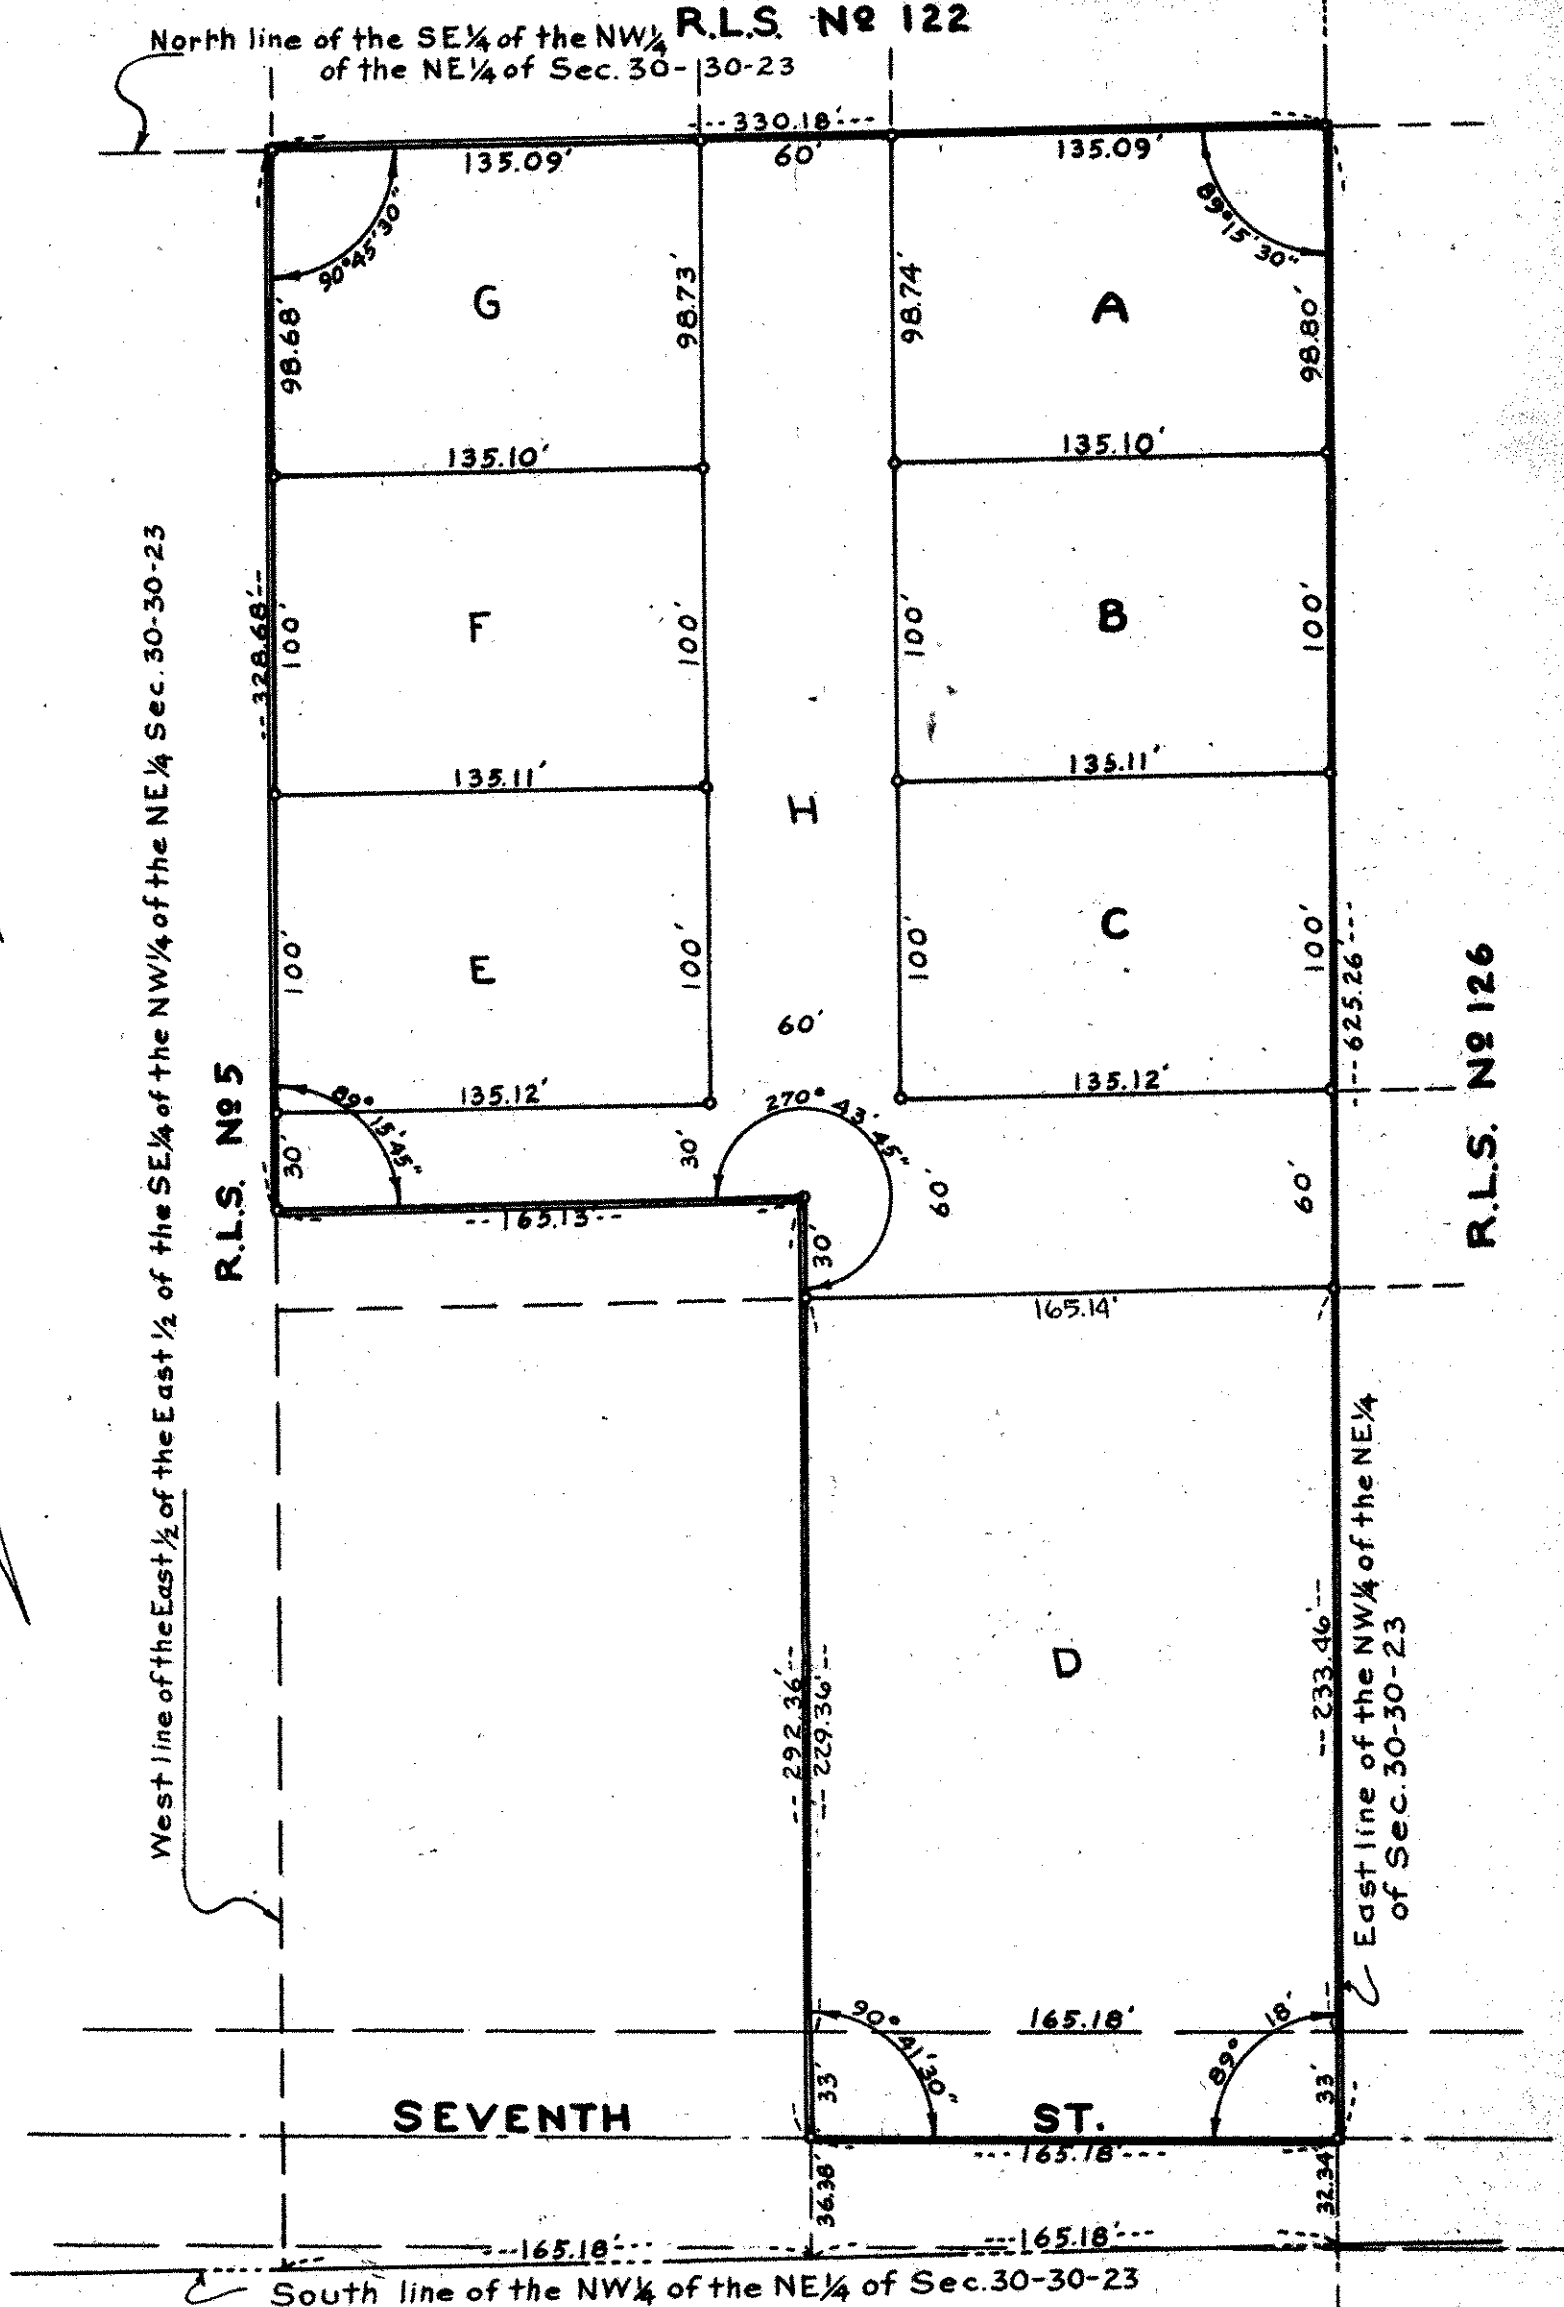 R.L.S. No 122
North line of the SE¼ of the NW¼
of the NE¼ of Sec. 30-30-23
--- 330.18' ---
135.09'
60'
135.09'
90°45'30"
89°15'30"
98.68'
G
98.73'
98.74'
A
98.80'
135.10'
135.10'
-- 328.68' --
100'
F
100'
100'
B
100'
135.11'
135.11'
I
100'
E
100'
100'
C
100'
--- 625.26' ---
60'
135.12'
135.12'
89° 15' 45"
270° 43' 45"
30'
30'
60'
60'
-- 165.13' --
30'
165.14'
R.L.S. No 5
R.L.S. No 126
West line of the East ½ of the East ½ of the SE¼ of the NW¼ of the NE¼ Sec. 30-30-23
D
-- 292.36' --
-- 229.36' --
-- 233.46' --
East line of the NW¼ of the NE¼
of Sec. 30-30-23
165.18'
90° 41' 30"
89° 18'
33'
33'
SEVENTH ST.
--- 165.18' ---
36.38'
32.34'
--- 165.18' ---
--- 165.18' ---
South line of the NW¼ of the NE¼ of Sec. 30-30-23